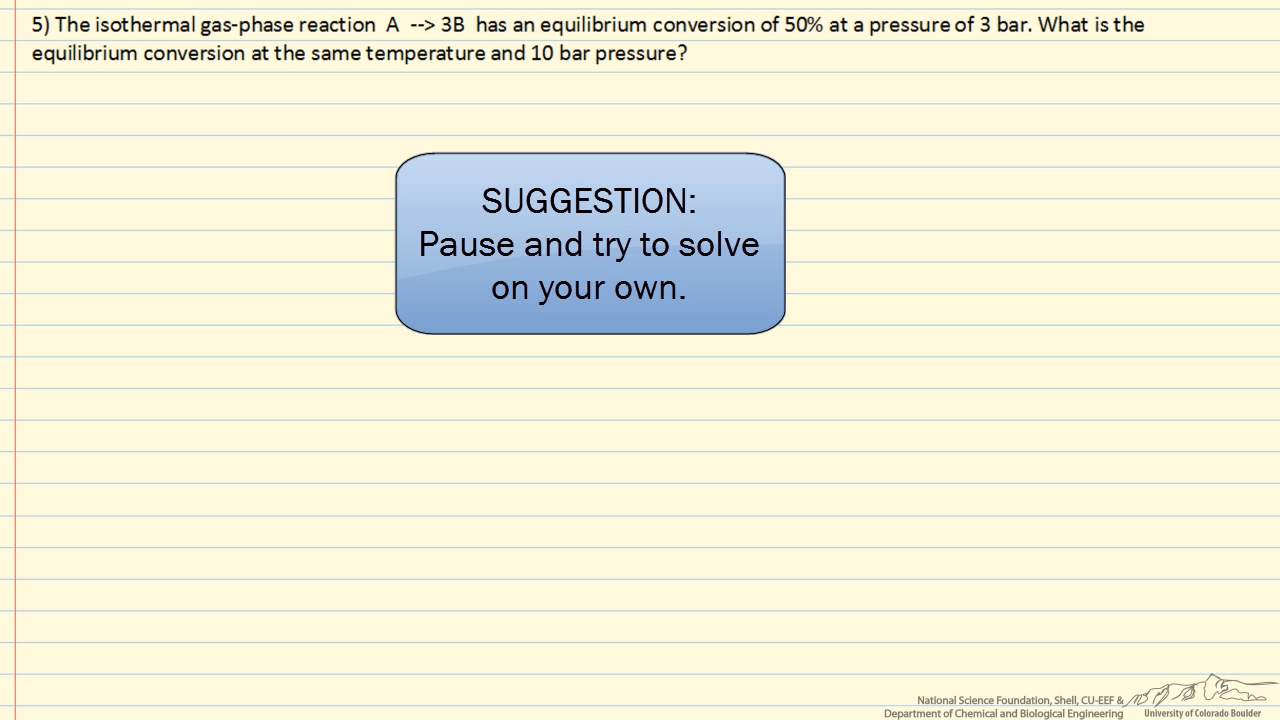 5) The isothermal gas-phase reaction A --> 3B has an equilibrium conversion of 50% at a pressure of 3 bar. What is the
equilibrium conversion at the same temperature and 10 bar pressure?
SUGGESTION:
Pause and try to solve
on your own.
National Science Foundation, Shell, CU-EEF &
Department of Chemical and Biological Engineering
University of Colorado Boulder